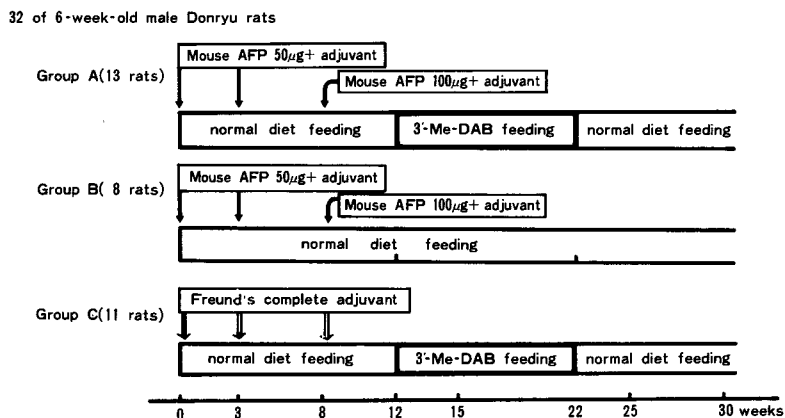 32 of 6-week-old male Donryu rats
Mouse AFP 50μg+ adjuvant
Group A(13 rats)
Mouse AFP 100μg+ adjuvant
normal diet feeding
3'-Me-DAB feeding
normal diet feeding
Mouse AFP 50μg+ adjuvant
Group B( 8 rats)
Mouse AFP 100μg+ adjuvant
normal diet feeding
Freund's complete adjuvant
Group C(11 rats)
normal diet feeding
3'-Me-DAB feeding
normal diet feeding
0 3 8 12 15 22 25 30 weeks